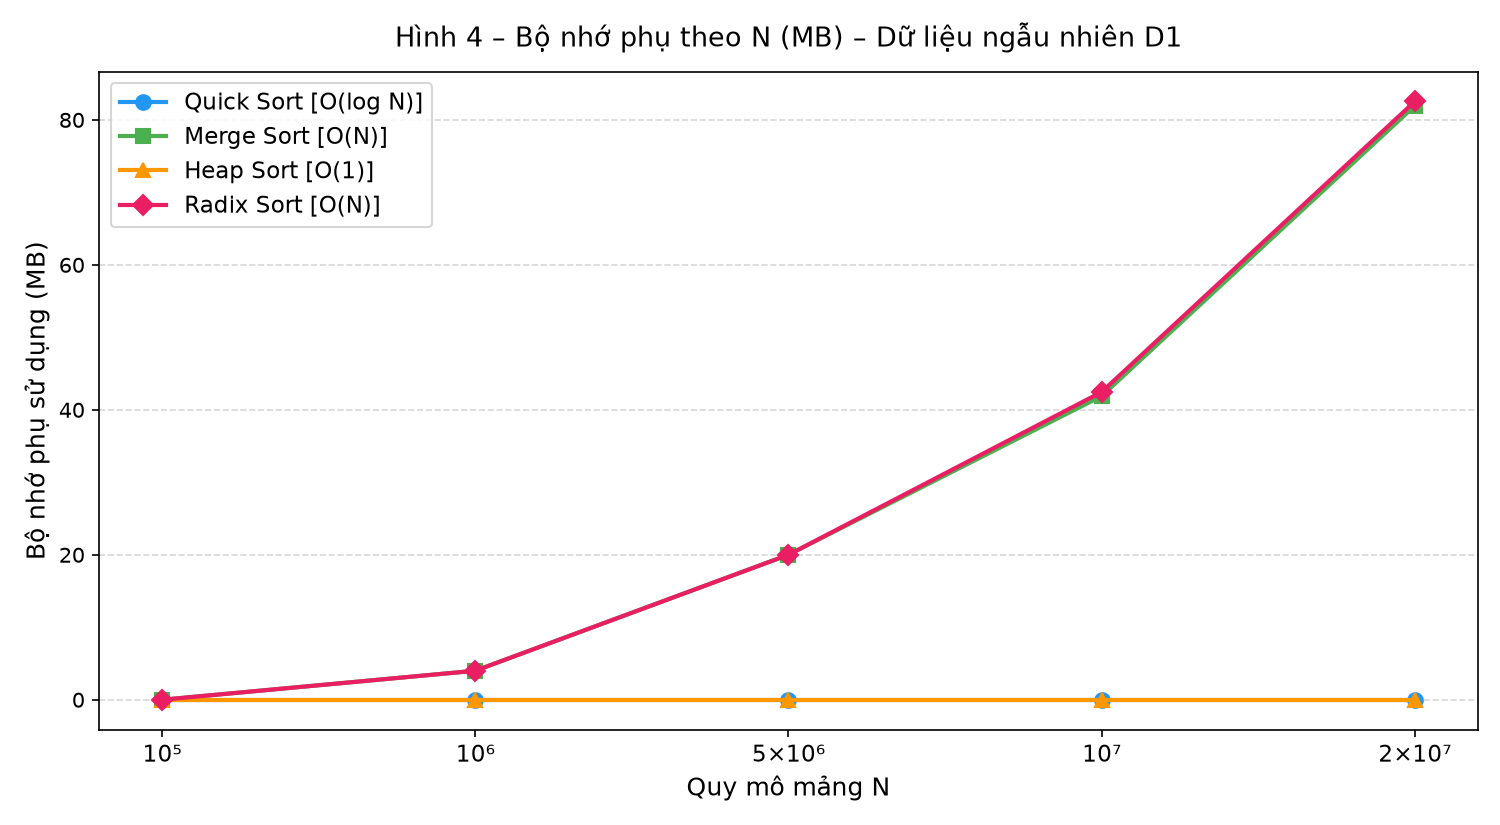 Hình 4 – Bộ nhớ phụ theo N (MB) – Dữ liệu ngẫu nhiên D1
Quick Sort [O(log N)]
Merge Sort [O(N)]
Heap Sort [O(1)]
Radix Sort [O(N)]
Bộ nhớ phụ sử dụng (MB)
80
60
40
20
0
10⁵
10⁶
5×10⁶
10⁷
2×10⁷
Quy mô mảng N